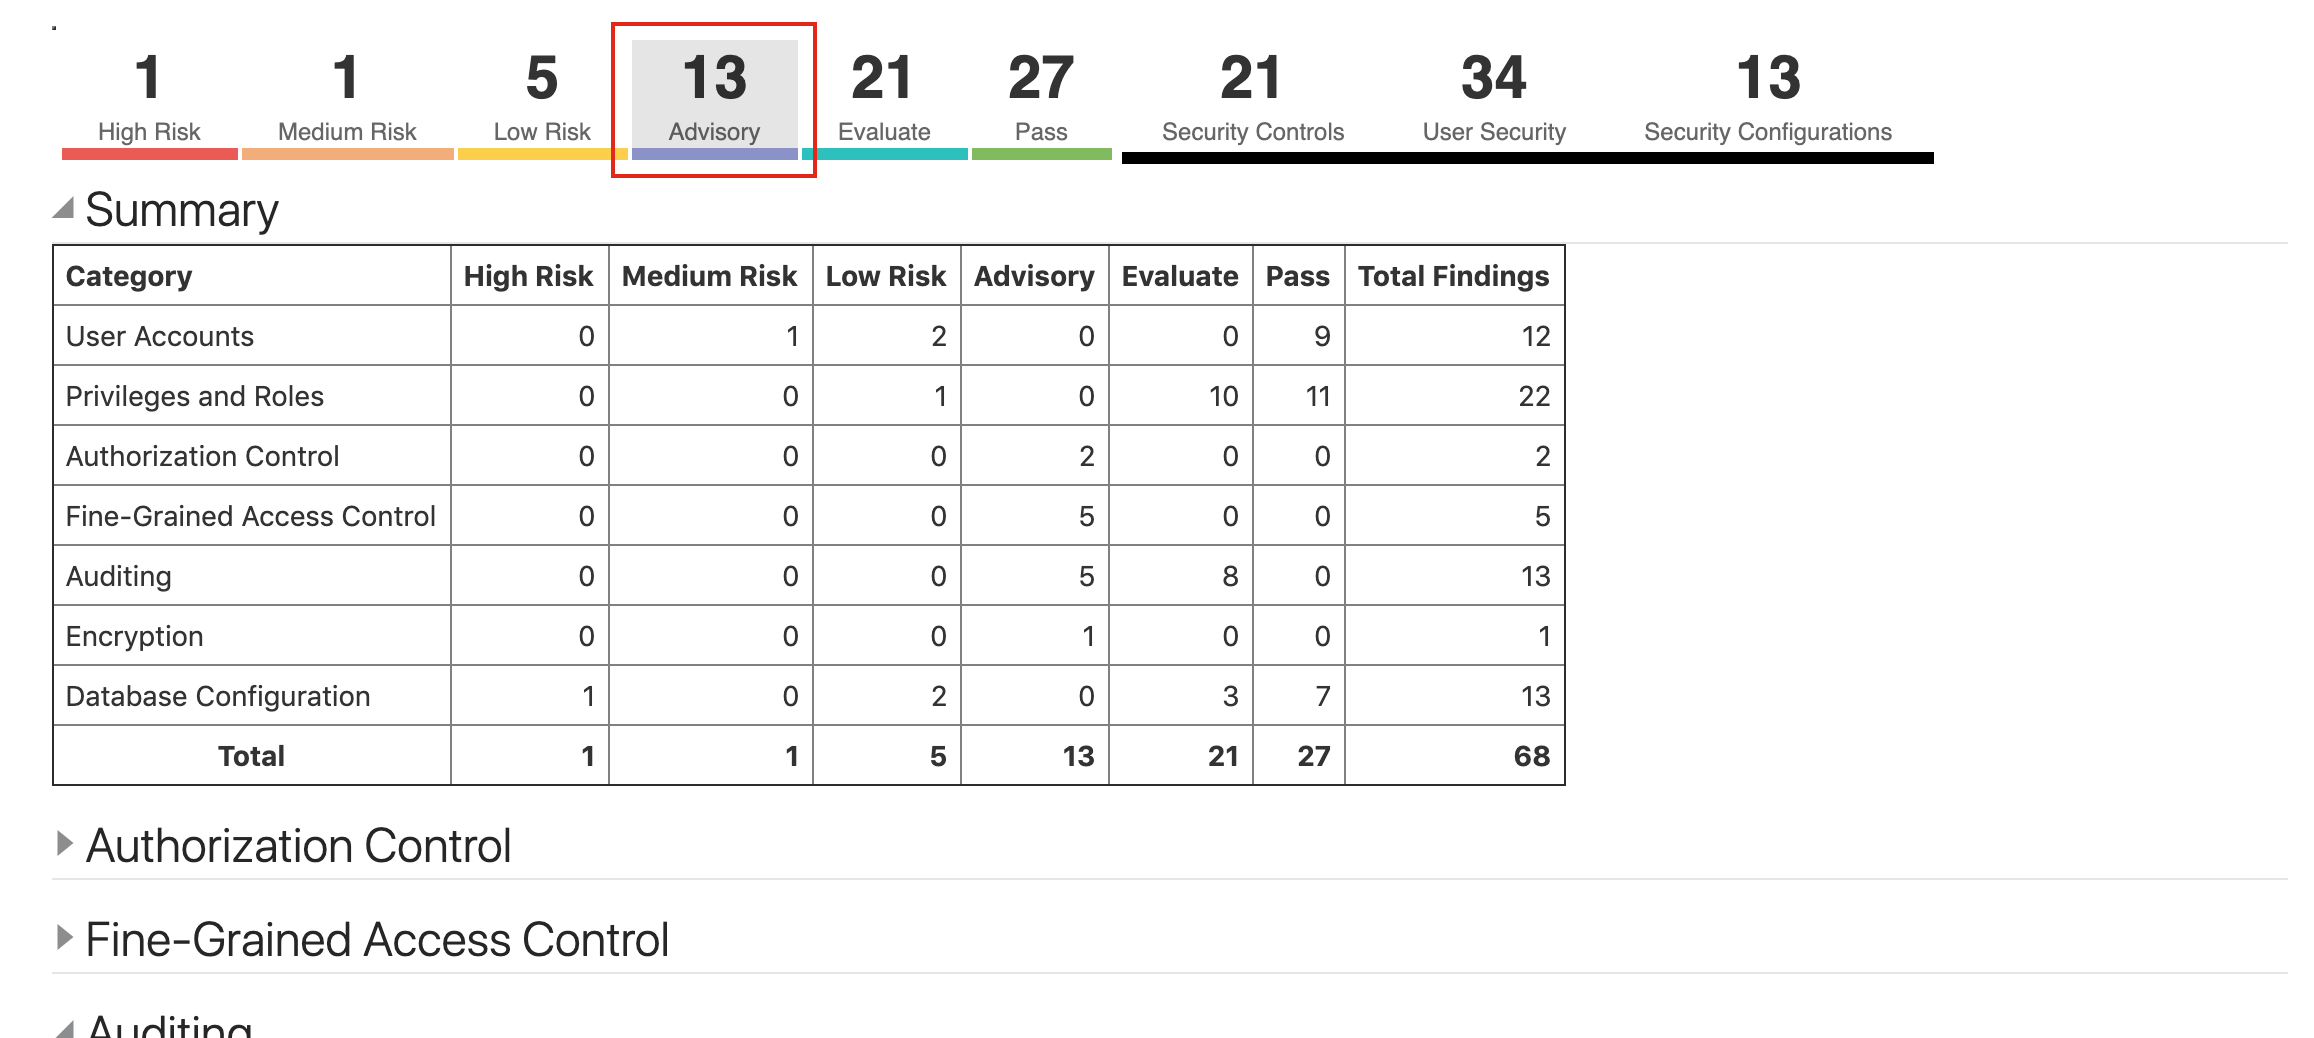 1 1 5 13 21 27 21 34 13
High Risk Medium Risk Low Risk Advisory Evaluate Pass Security Controls User Security Security Configurations
Summary
Category High Risk Medium Risk Low Risk Advisory Evaluate Pass Total Findings
User Accounts 0 1 2 0 0 9 12
Privileges and Roles 0 0 1 0 10 11 22
Authorization Control 0 0 0 2 0 0 2
Fine-Grained Access Control 0 0 0 5 0 0 5
Auditing 0 0 0 5 8 0 13
Encryption 0 0 0 1 0 0 1
Database Configuration 1 0 2 0 3 7 13
Total 1 1 5 13 21 27 68
Authorization Control
Fine-Grained Access Control
Auditing